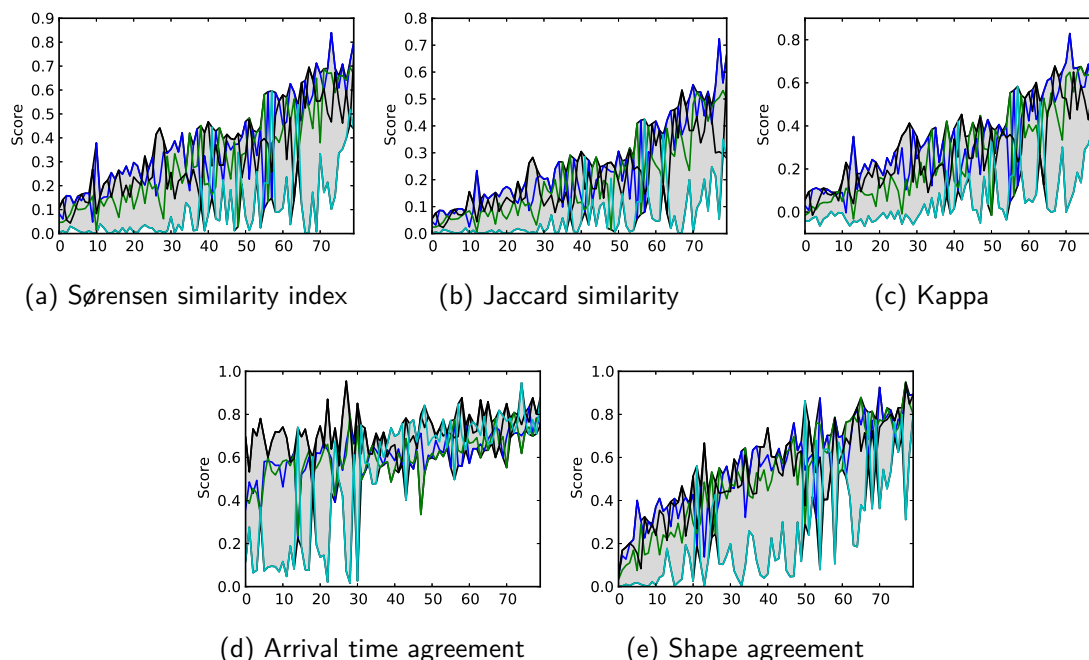 0.9
0.8
0.7
0.6
0.5
0.4
0.3
0.2
0.1
0.0
Score
0 10 20 30 40 50 60 70
(a) Sørensen similarity index
0.8
0.7
0.6
0.5
0.4
0.3
0.2
0.1
0.0
Score
0 10 20 30 40 50 60 70
(b) Jaccard similarity
0.8
0.6
0.4
0.2
0.0
Score
0 10 20 30 40 50 60 70
(c) Kappa
1.0
0.8
0.6
0.4
0.2
0.0
Score
0 10 20 30 40 50 60 70
(d) Arrival time agreement
1.0
0.8
0.6
0.4
0.2
0.0
Score
0 10 20 30 40 50 60 70
(e) Shape agreement